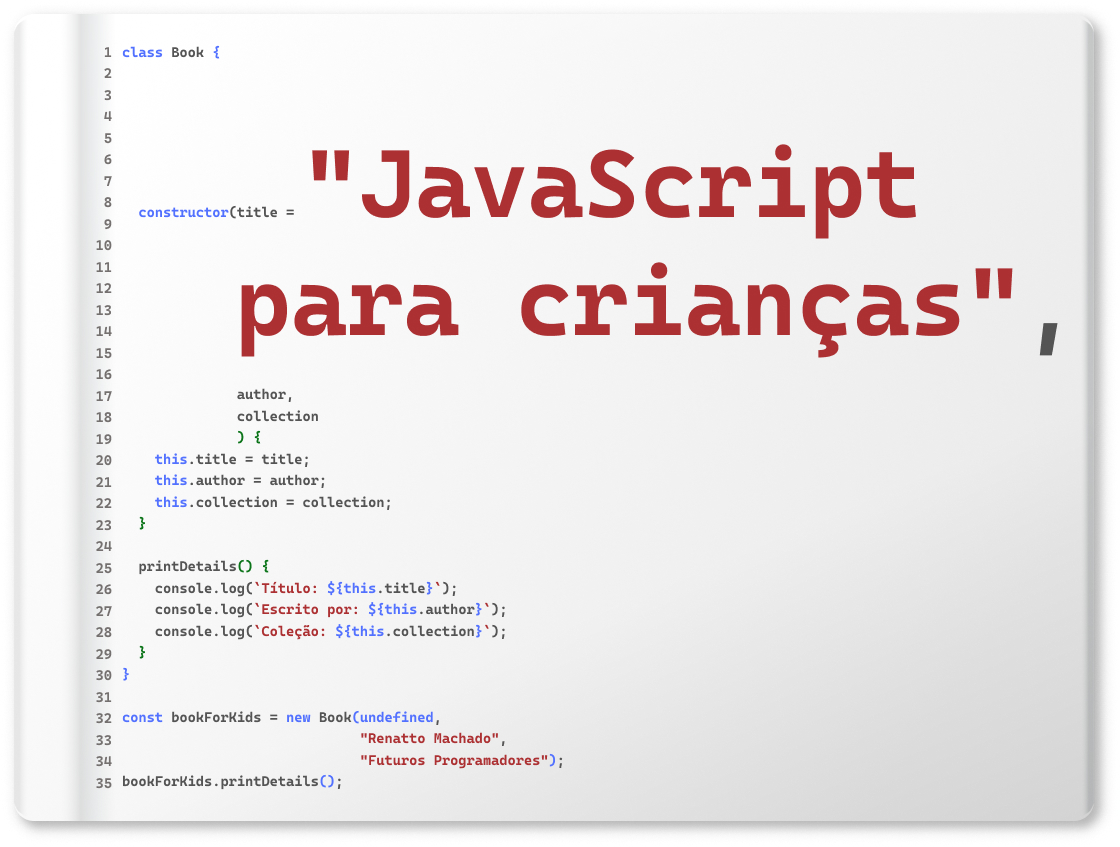 1 class Book {
2
3
4
5
6
7 "JavaScript
8 constructor(title =
9
10
11
12 para crianças",
13
14
15
16
17 author,
18 collection
19 ) {
20 this.title = title;
21 this.author = author;
22 this.collection = collection;
23 }
24
25 printDetails() {
26 console.log(`Título: ${this.title}`);
27 console.log(`Escrito por: ${this.author}`);
28 console.log(`Coleção: ${this.collection}`);
29 }
30 }
31
32 const bookForKids = new Book(undefined,
33 "Renatto Machado",
34 "Futuros Programadores");
35 bookForKids.printDetails();